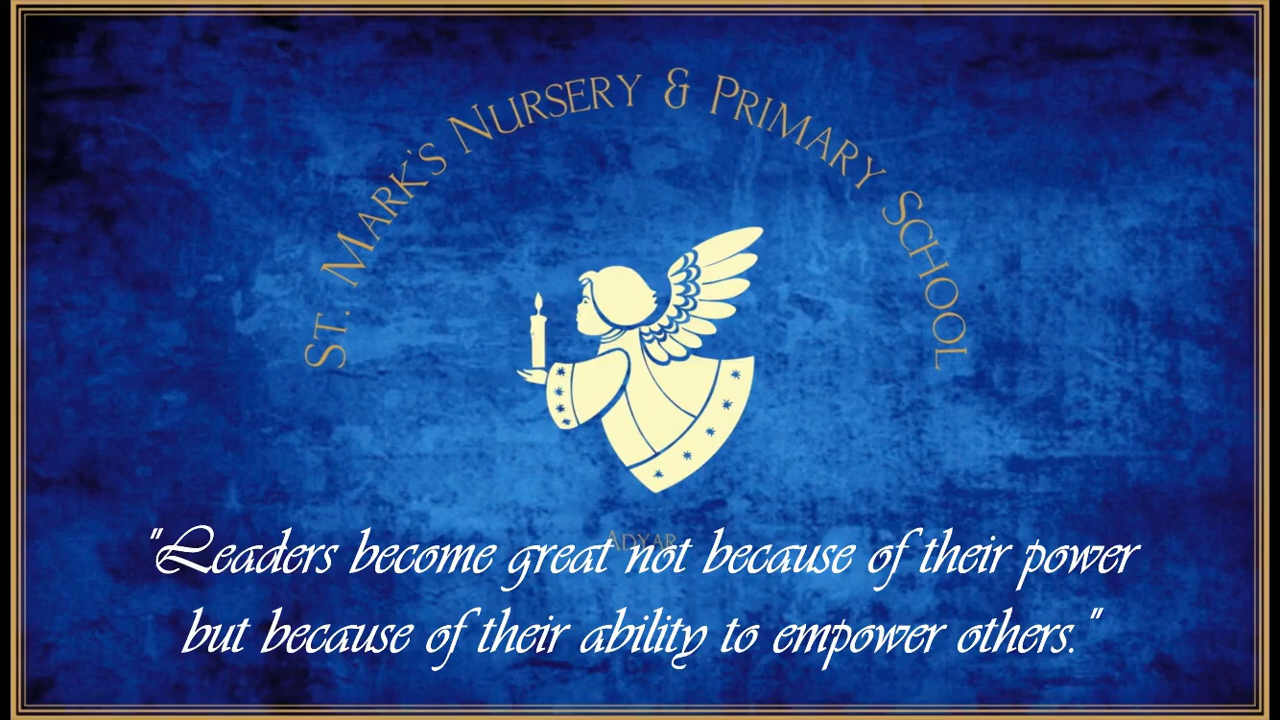 ST. MARK'S NURSERY & PRIMARY SCHOOL
ADYAR
"Leaders become great not because of their power
but because of their ability to empower others."